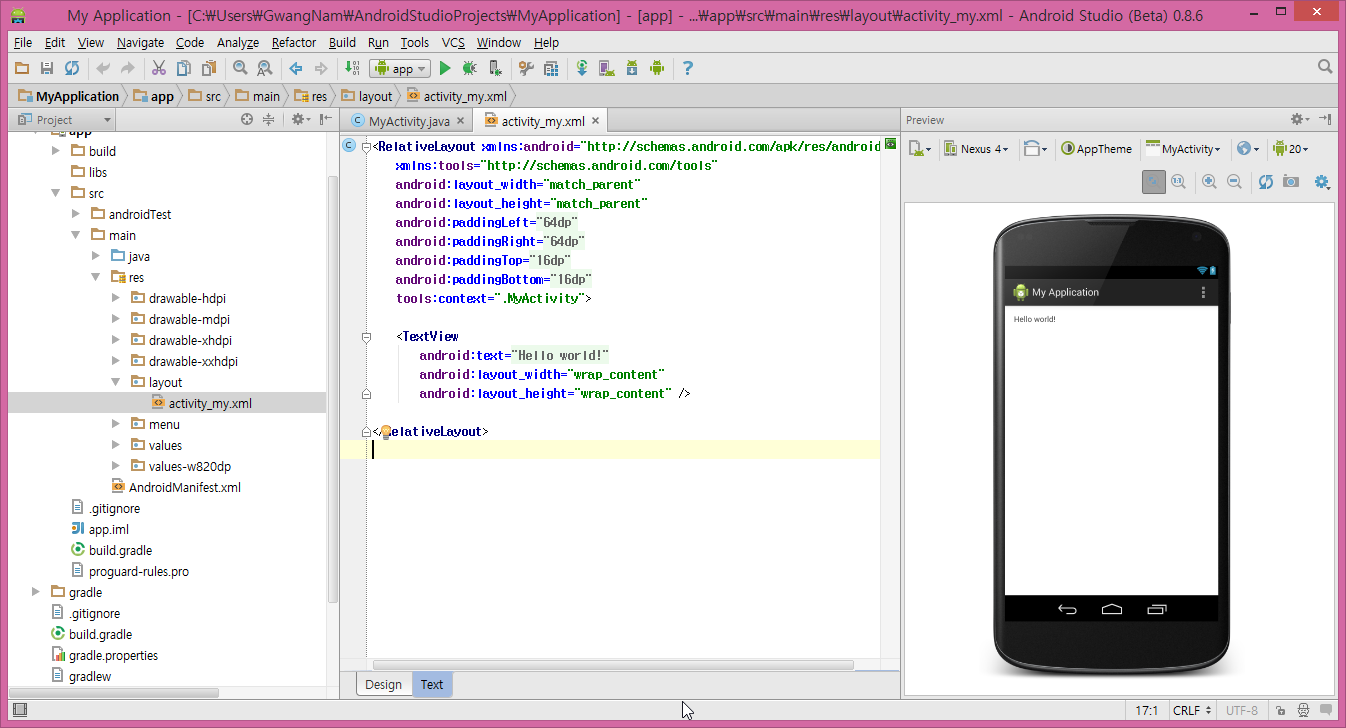 My Application - [C:\Users\GwangNam\AndroidStudioProjects\MyApplication] - [app] - ...\app\src\main\res\layout\activity_my.xml - Android Studio (Beta) 0.8.6
File Edit View Navigate Code Analyze Refactor Build Run Tools VCS Window Help
app
MyApplication app src main res layout activity_my.xml
Project
MyActivity.java activity_my.xml
Preview
app
build
libs
src
androidTest
main
java
res
drawable-hdpi
drawable-mdpi
drawable-xhdpi
drawable-xxhdpi
layout
activity_my.xml
menu
values
values-w820dp
AndroidManifest.xml
.gitignore
app.iml
build.gradle
proguard-rules.pro
gradle
.gitignore
build.gradle
gradle.properties
gradlew
<RelativeLayout xmlns:android="http://schemas.android.com/apk/res/android
xmlns:tools="http://schemas.android.com/tools"
android:layout_width="match_parent"
android:layout_height="match_parent"
android:paddingLeft="64dp"
android:paddingRight="64dp"
android:paddingTop="16dp"
android:paddingBottom="16dp"
tools:context=".MyActivity">
<TextView
android:text="Hello world!"
android:layout_width="wrap_content"
android:layout_height="wrap_content" />
</RelativeLayout>
Design Text
Nexus 4 AppTheme MyActivity 20
1:1
My Application
Hello world!
17:1 CRLF UTF-8